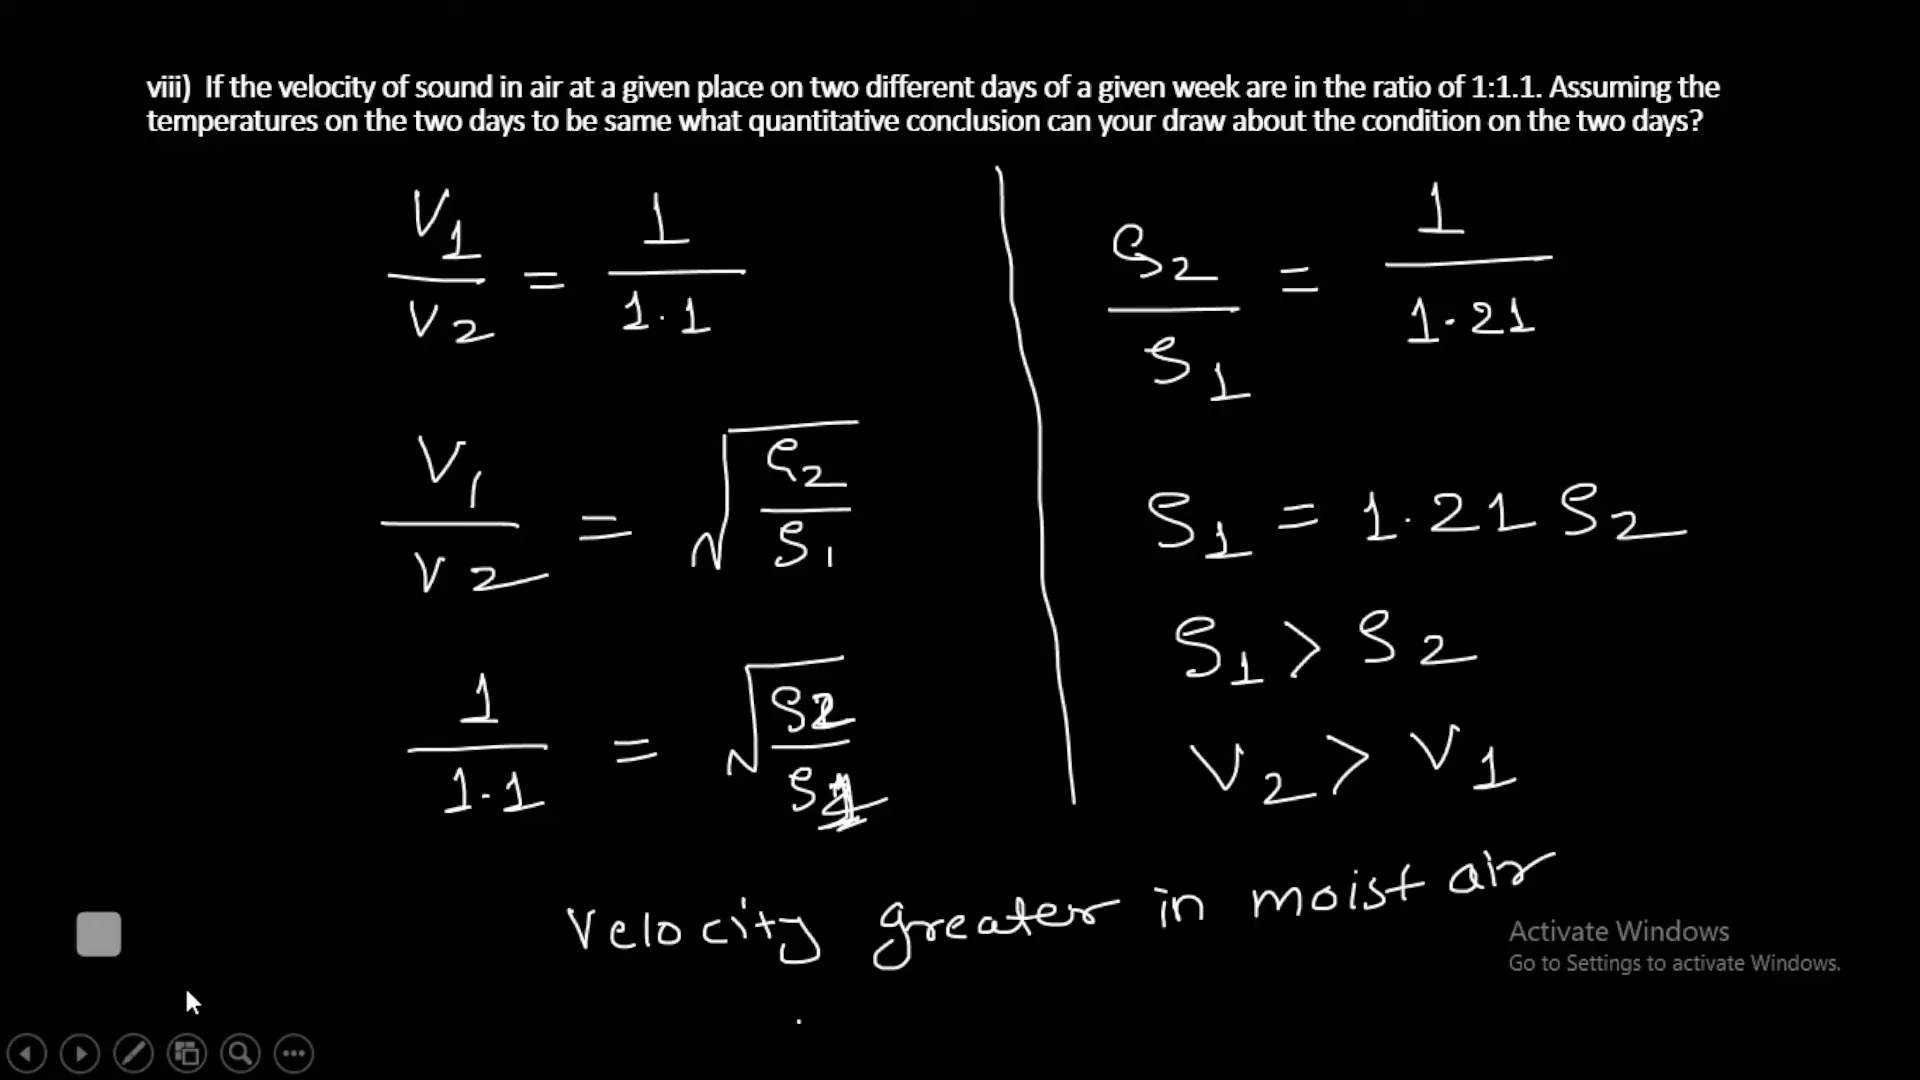 viii) If the velocity of sound in air at a given place on two different days of a given week are in the ratio of 1:1.1. Assuming the
temperatures on the two days to be same what quantitative conclusion can your draw about the condition on the two days?
V1/V2 = 1/1.1
V1/V2 = √(ρ2/ρ1)
1/1.1 = √(ρ2/ρ1)
ρ2/ρ1 = 1/1.21
ρ1 = 1.21 ρ2
ρ1 > ρ2
V2 > V1
Velocity greater in moist air
Activate Windows
Go to Settings to activate Windows.